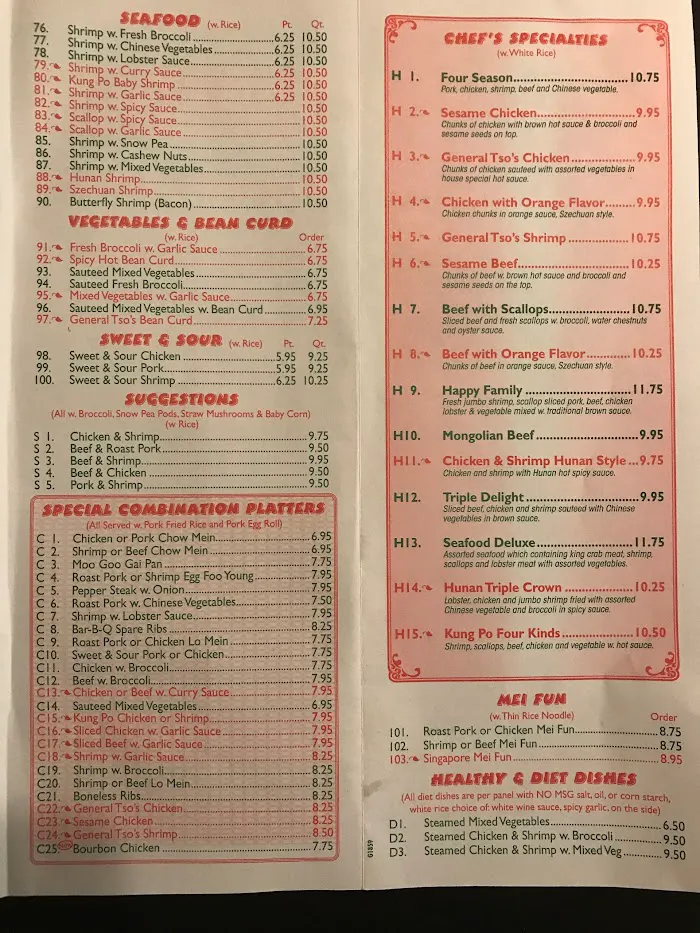 SEAFOOD (w. Rice) Pt. Qt.
76. Shrimp w. Fresh Broccoli 6.25 10.50
77. Shrimp w. Chinese Vegetables 6.25 10.50
78. Shrimp w. Lobster Sauce 6.25 10.50
79. Shrimp w. Curry Sauce 6.25 10.50
80. Kung Po Baby Shrimp 6.25 10.50
81. Shrimp w. Garlic Sauce 6.25 10.50
82. Shrimp w. Spicy Sauce 10.50
83. Scallop w. Spicy Sauce 10.50
84. Scallop w. Garlic Sauce 10.50
85. Shrimp w. Snow Pea 10.50
86. Shrimp w. Cashew Nuts 10.50
87. Shrimp w. Mixed Vegetables 10.50
88. Hunan Shrimp 10.50
89. Szechuan Shrimp 10.50
90. Butterfly Shrimp (Bacon) 10.50
VEGETABLES & BEAN CURD
(w. Rice) Order
91. Fresh Broccoli w. Garlic Sauce 6.75
92. Spicy Hot Bean Curd 6.75
93. Sauteed Mixed Vegetables 6.75
94. Sauteed Fresh Broccoli 6.75
95. Mixed Vegetables w. Garlic Sauce 6.75
96. Sauteed Mixed Vegetables w. Bean Curd 6.95
97. General Tso's Bean Curd 7.25
SWEET & SOUR (w. Rice) Pt. Qt.
98. Sweet & Sour Chicken 5.95 9.25
99. Sweet & Sour Pork 5.95 9.25
100. Sweet & Sour Shrimp 6.25 10.25
SUGGESTIONS
(All w. Broccoli, Snow Pea Pods, Straw Mushrooms & Baby Corn)
(w. Rice)
S 1. Chicken & Shrimp 9.75
S 2. Beef & Roast Pork 9.50
S 3. Beef & Shrimp 9.95
S 4. Beef & Chicken 9.50
S 5. Pork & Shrimp 9.50
SPECIAL COMBINATION PLATTERS
(All Served w. Pork Fried Rice and Pork Egg Roll)
C 1. Chicken or Pork Chow Mein 6.95
C 2. Shrimp or Beef Chow Mein 6.95
C 3. Moo Goo Gai Pan 7.75
C 4. Roast Pork or Shrimp Egg Foo Young 7.95
C 5. Pepper Steak w. Onion 7.95
C 6. Roast Pork w. Chinese Vegetables 7.50
C 7. Shrimp w. Lobster Sauce 7.95
C 8. Bar-B-Q Spare Ribs 8.25
C 9. Roast Pork or Chicken Lo Mein 7.75
C10. Sweet & Sour Pork or Chicken 7.75
C11. Chicken w. Broccoli 7.75
C12. Beef w. Broccoli 7.95
C13. Chicken or Beef w. Curry Sauce 7.95
C14. Sauteed Mixed Vegetables 6.95
C15. Kung Po Chicken or Shrimp 7.95
C16. Sliced Chicken w. Garlic Sauce 7.95
C17. Sliced Beef w. Garlic Sauce 7.95
C18. Shrimp w. Garlic Sauce 8.25
C19. Shrimp w. Broccoli 8.25
C20. Shrimp or Beef Lo Mein 8.25
C21. Boneless Ribs 8.25
C22. General Tso's Chicken 8.25
C23. Sesame Chicken 8.25
C24. General Tso's Shrimp 8.50
C25. Bourbon Chicken 7.75
CHEF'S SPECIALTIES
(w. White Rice)
H 1. Four Season 10.75
Pork, chicken, shrimp, beef and Chinese vegetable.
H 2. Sesame Chicken 9.95
Chunks of chicken with brown hot sauce & broccoli and
sesame seeds on top.
H 3. General Tso's Chicken 9.95
Chunks of chicken sauteed with assorted vegetables in
house special hot sauce.
H 4. Chicken with Orange Flavor 9.95
Chicken chunks in orange sauce, Szechuan style.
H 5. General Tso's Shrimp 10.75
H 6. Sesame Beef 10.25
Chunks of beef w. brown hot sauce and broccoli and
sesame seeds on the top.
H 7. Beef with Scallops 10.75
Sliced beef and fresh scallops w. broccoli, water chestnuts
and oyster sauce.
H 8. Beef with Orange Flavor 10.25
Chunks of beef in orange sauce, Szechuan style.
H 9. Happy Family 11.75
Fresh jumbo shrimp, scallop sliced pork, beef, chicken
lobster & vegetable mixed w. traditional brown sauce.
H10. Mongolian Beef 9.95
H11. Chicken & Shrimp Hunan Style 9.75
Chicken and shrimp with Hunan hot spicy sauce.
H12. Triple Delight 9.95
Sliced beef, chicken and shrimp sauteed with Chinese
vegetables in brown sauce.
H13. Seafood Deluxe 11.75
Assorted seafood which containing king crab meat, shrimp,
scallops and lobster meat with assorted vegetables.
H14. Hunan Triple Crown 10.25
Lobster, chicken and jumbo shrimp fried with assorted
Chinese vegetable and broccoli in spicy sauce.
H15. Kung Po Four Kinds 10.50
Shrimp, scallops, beef, chicken and vegetable w. hot sauce.
MEI FUN
(w. Thin Rice Noodle) Order
101. Roast Pork or Chicken Mei Fun 8.75
102. Shrimp or Beef Mei Fun 8.75
103. Singapore Mei Fun 8.95
HEALTHY & DIET DISHES
(All diet dishes are per panel with NO MSG salt, oil, or corn starch,
white rice choice of: white wine sauce, spicy garlic, on the side)
D1. Steamed Mixed Vegetables 6.50
D2. Steamed Chicken & Shrimp w. Broccoli 9.50
D3. Steamed Chicken & Shrimp w. Mixed Veg 9.50
G1859